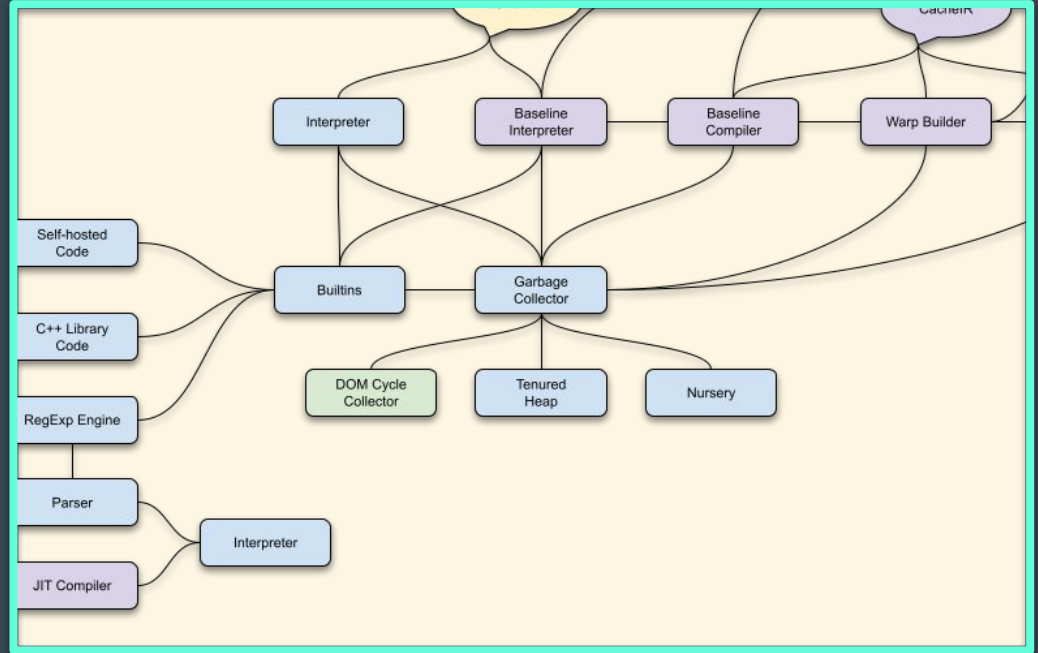 CacheIR
Interpreter
Baseline
Interpreter
Baseline
Compiler
Warp Builder
Self-hosted
Code
Builtins
Garbage
Collector
C++ Library
Code
DOM Cycle
Collector
Tenured
Heap
Nursery
RegExp Engine
Parser
Interpreter
JIT Compiler